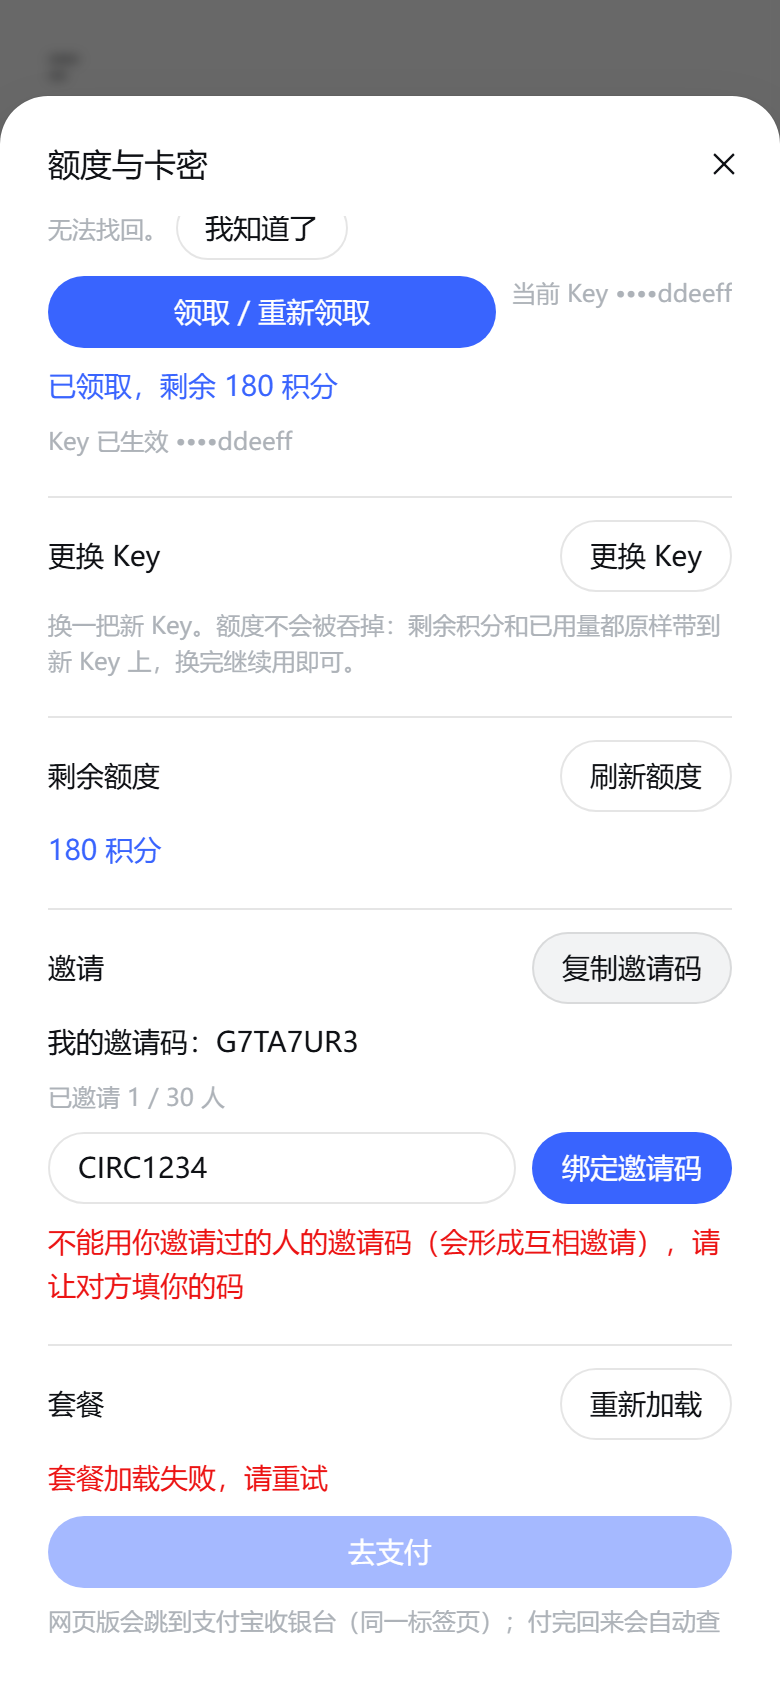 额度与卡密
无法找回。 我知道了
领取 / 重新领取 当前 Key ••••ddeeff
已领取，剩余 180 积分
Key 已生效 ••••ddeeff
更换 Key 更换 Key
换一把新 Key。额度不会被吞掉：剩余积分和已用量都原样带到
新 Key 上，换完继续用即可。
剩余额度 刷新额度
180 积分
邀请 复制邀请码
我的邀请码：G7TA7UR3
已邀请 1 / 30 人
CIRC1234 绑定邀请码
不能用你邀请过的人的邀请码（会形成互相邀请），请
让对方填你的码
套餐 重新加载
套餐加载失败，请重试
去支付
网页版会跳到支付宝收银台（同一标签页）；付完回来会自动查